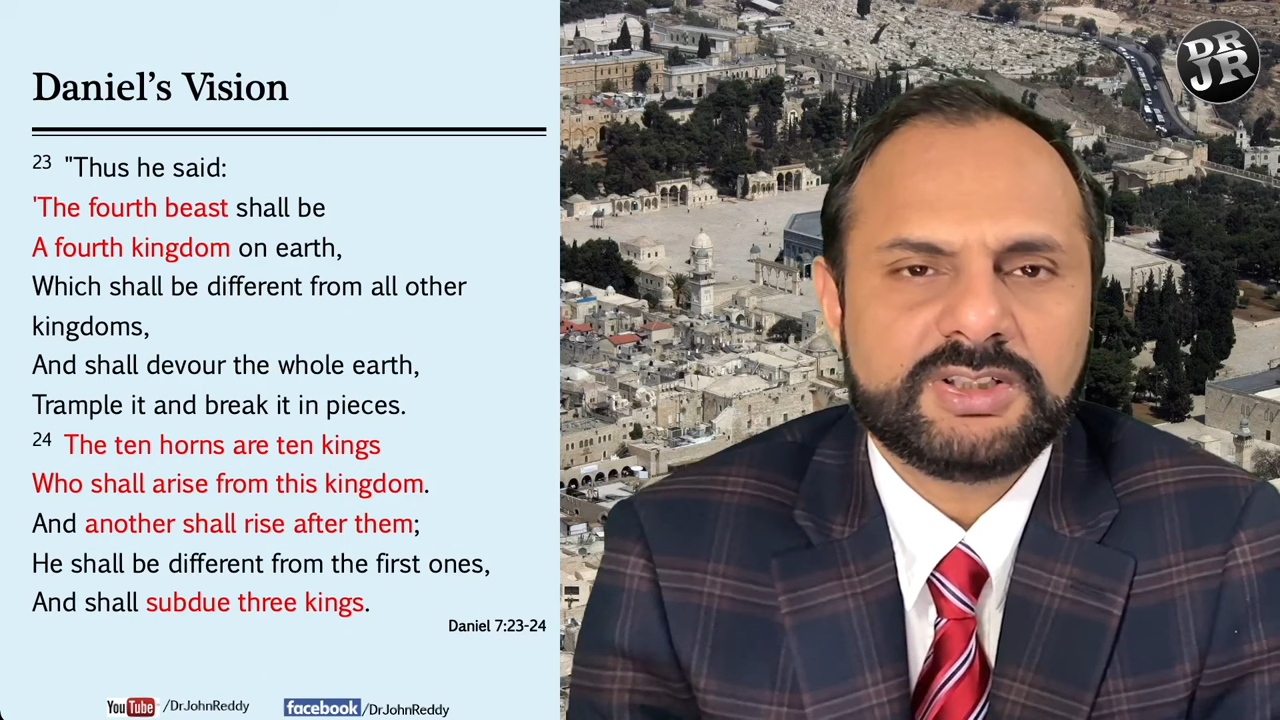 Daniel’s Vision
23 "Thus he said:
'The fourth beast shall be
A fourth kingdom on earth,
Which shall be different from all other
kingdoms,
And shall devour the whole earth,
Trample it and break it in pieces.
24 The ten horns are ten kings
Who shall arise from this kingdom.
And another shall rise after them;
He shall be different from the first ones,
And shall subdue three kings.
Daniel 7:23-24
YouTube /DrJohnReddy
facebook /DrJohnReddy
DR
JR